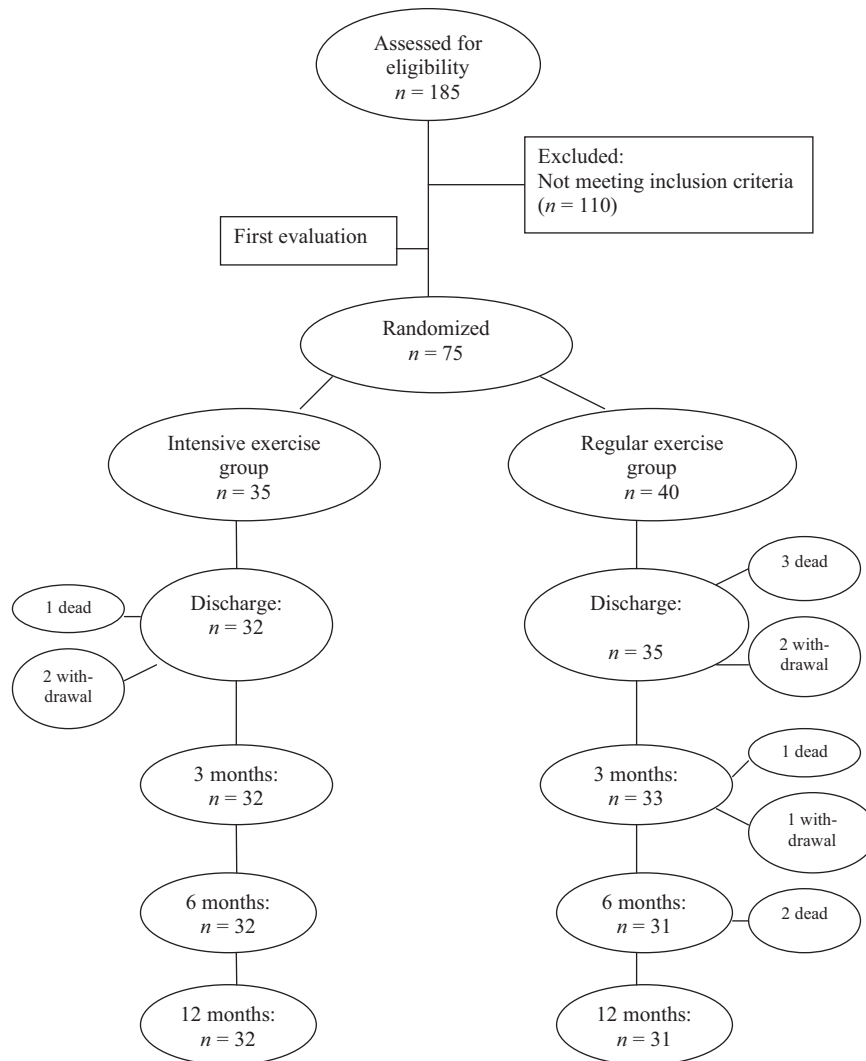 Assessed for
eligibility
n = 185
Excluded:
Not meeting inclusion criteria
(n = 110)
First evaluation
Randomized
n = 75
Intensive exercise
group
n = 35
Regular exercise
group
n = 40
1 dead
2 with-
drawal
Discharge:
n = 32
Discharge:
n = 35
3 dead
2 with-
drawal
3 months:
n = 32
3 months:
n = 33
1 dead
1 with-
drawal
6 months:
n = 32
6 months:
n = 31
2 dead
12 months:
n = 32
12 months:
n = 31